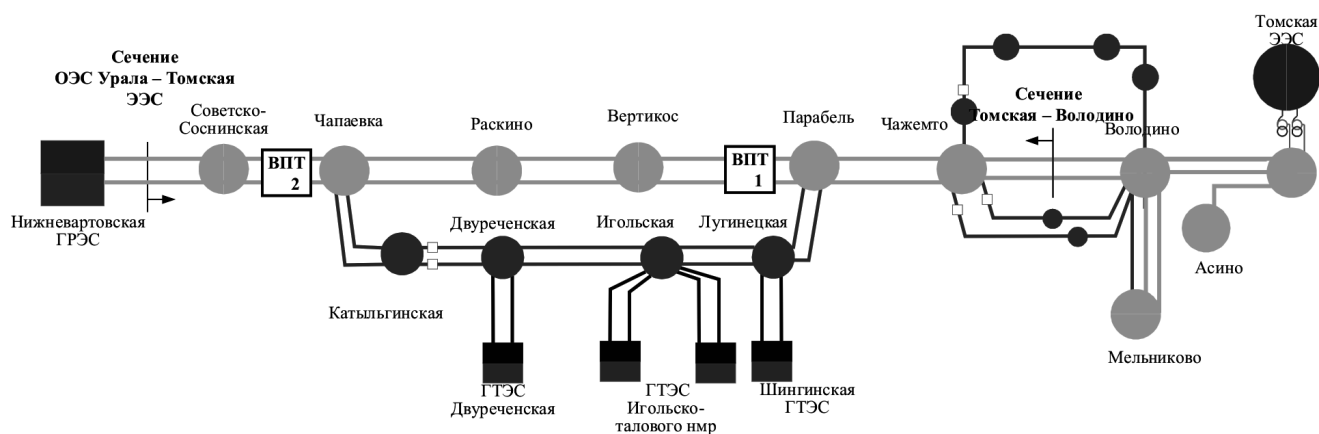 Томская
ЭЭС
Сечение
ОЭС Урала – Томская
ЭЭС
Советско-
Соснинская
Чапаевка
Раскино
Вертикос
Парабель
Чажемто
Сечение
Томская – Володино
Володино
ВПТ
2
ВПТ
1
Нижневартовская
ГРЭС
Двуреченская
Игольская
Лугинецкая
Асино
Катыльгинская
Мельниково
ГТЭС
Двуреченская
ГТЭС
Игольско-
талового нмр
Шингинская
ГТЭС